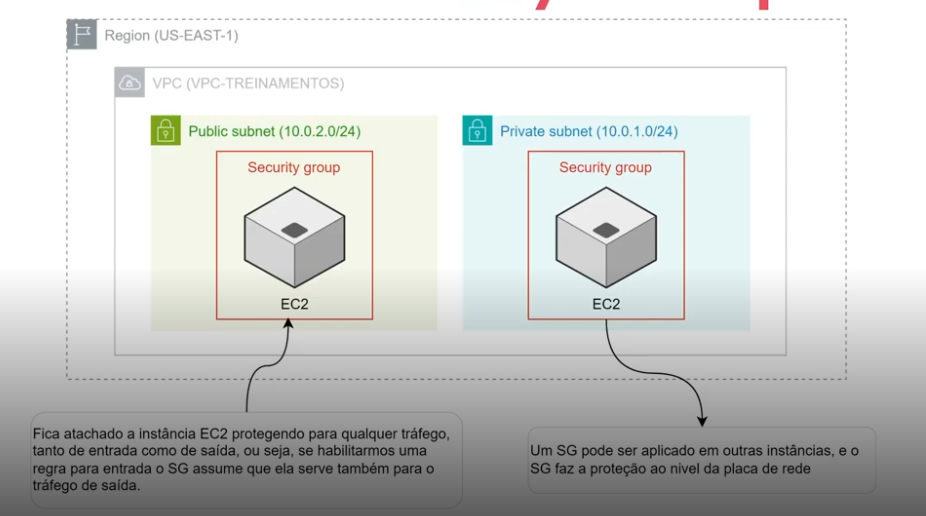 Region (US-EAST-1)
VPC (VPC-TREINAMENTOS)
Public subnet (10.0.2.0/24)
Private subnet (10.0.1.0/24)
Security group
Security group
EC2
EC2
Fica atachado a instância EC2 protegendo para qualquer tráfego,
tanto de entrada como de saída, ou seja, se habilitarmos uma
regra para entrada o SG assume que ela serve também para o
tráfego de saída.
Um SG pode ser aplicado em outras instâncias, e o
SG faz a proteção ao nivel da placa de rede